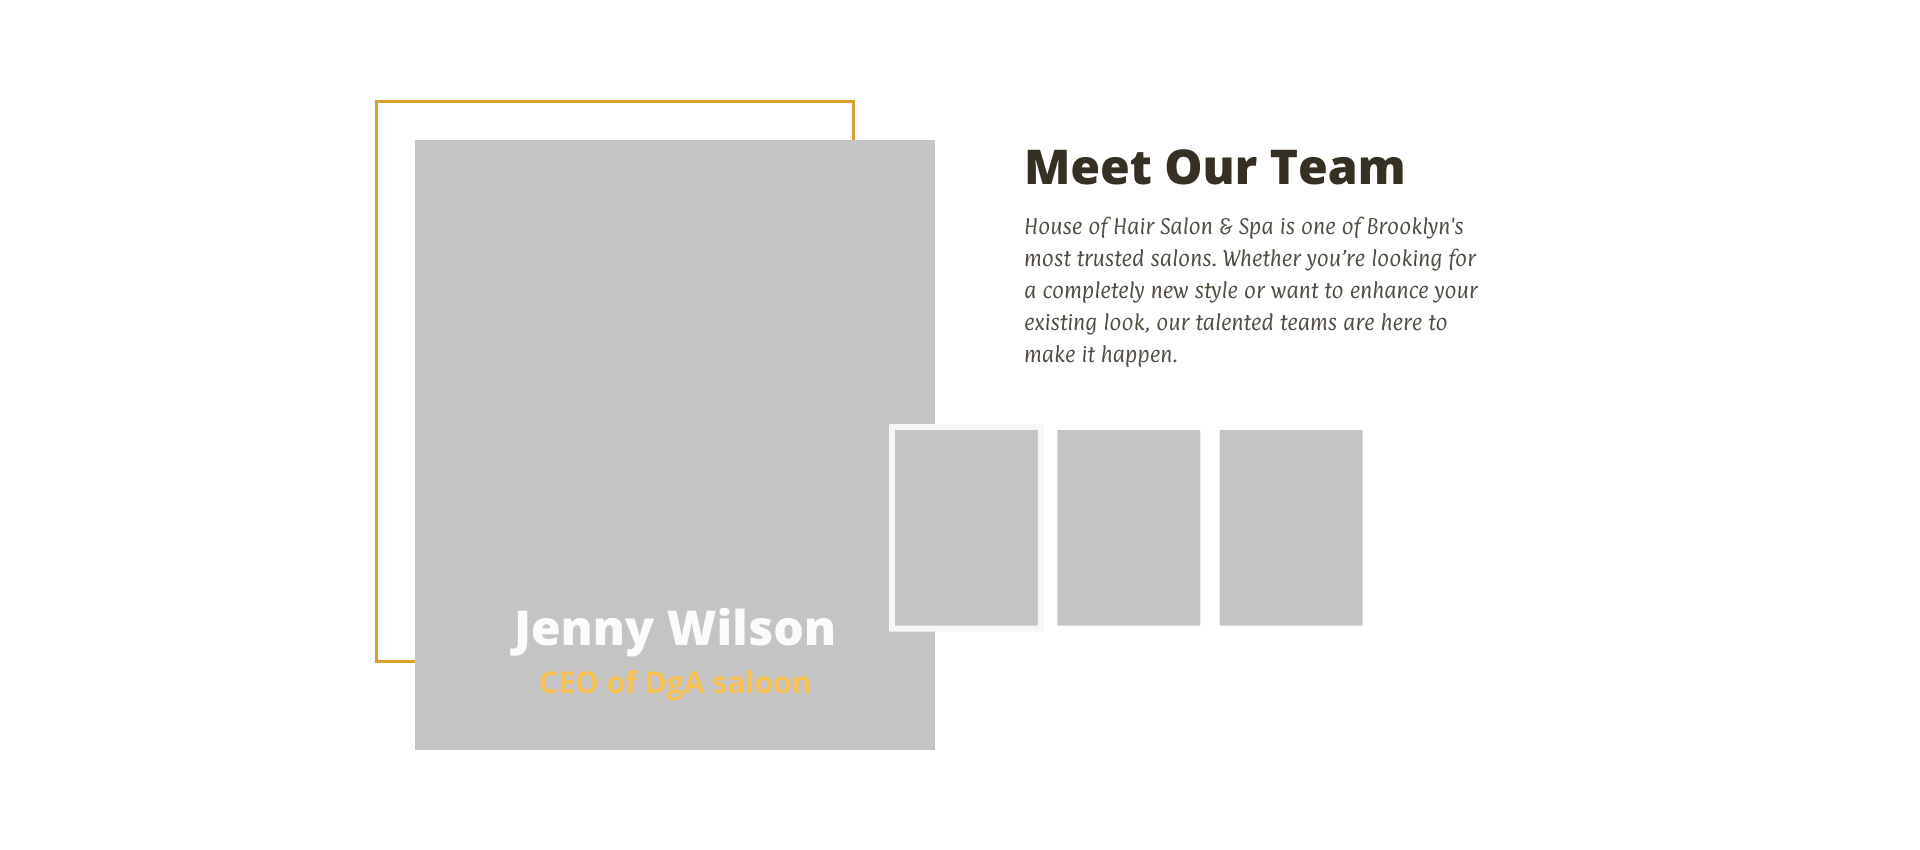 Meet Our Team
House of Hair Salon & Spa is one of Brooklyn's
most trusted salons. Whether you’re looking for
a completely new style or want to enhance your
existing look, our talented teams are here to
make it happen.
Jenny Wilson
CEO of DgA saloon